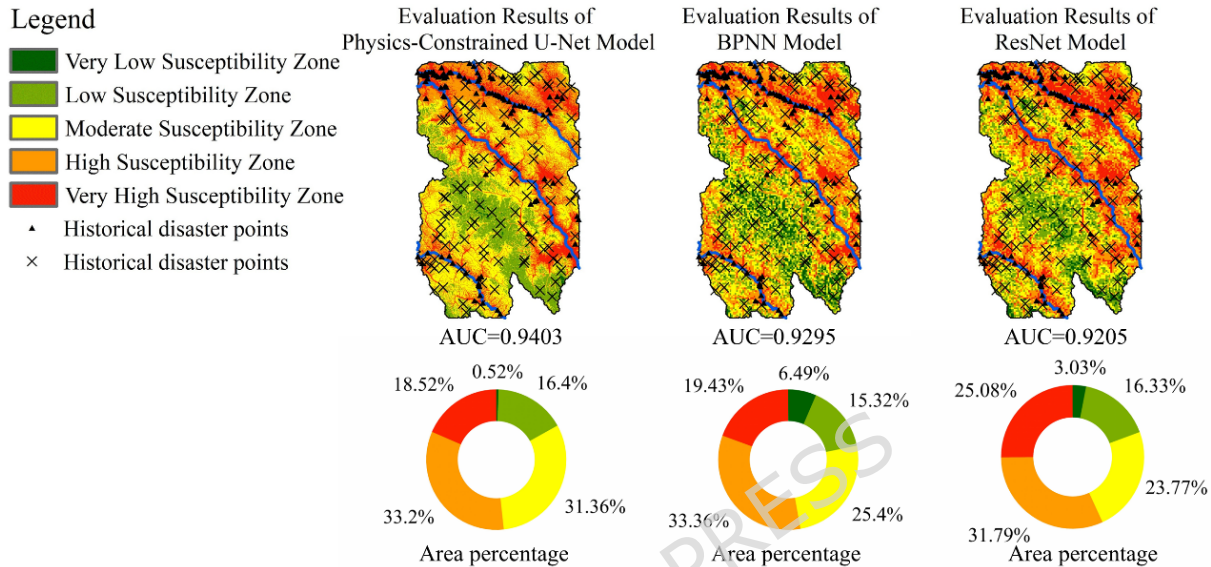 Legend
Very Low Susceptibility Zone
Low Susceptibility Zone
Moderate Susceptibility Zone
High Susceptibility Zone
Very High Susceptibility Zone
Historical disaster points
Historical disaster points
Evaluation Results of
Physics-Constrained U-Net Model
AUC=0.9403
0.52%
16.4%
31.36%
33.2%
18.52%
Area percentage
Evaluation Results of
BPNN Model
AUC=0.9295
6.49%
15.32%
25.4%
33.36%
19.43%
Area percentage
Evaluation Results of
ResNet Model
AUC=0.9205
3.03%
16.33%
23.77%
31.79%
25.08%
Area percentage
PRESS